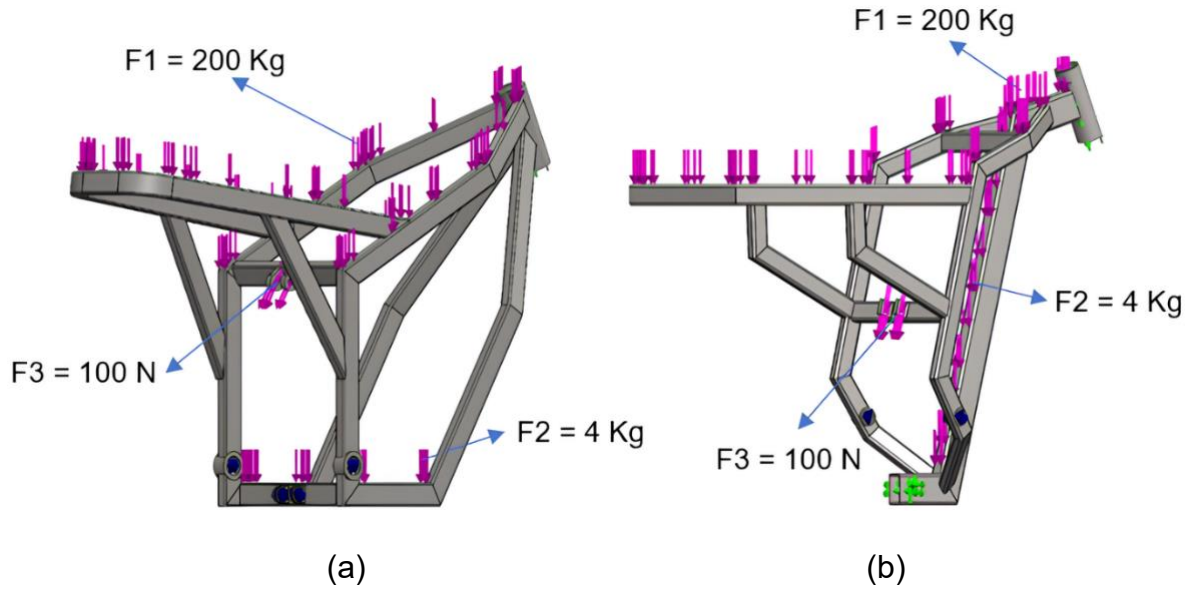 F1 = 200 Kg
F3 = 100 N
F2 = 4 Kg
(a)
F1 = 200 Kg
F2 = 4 Kg
F3 = 100 N
(b)